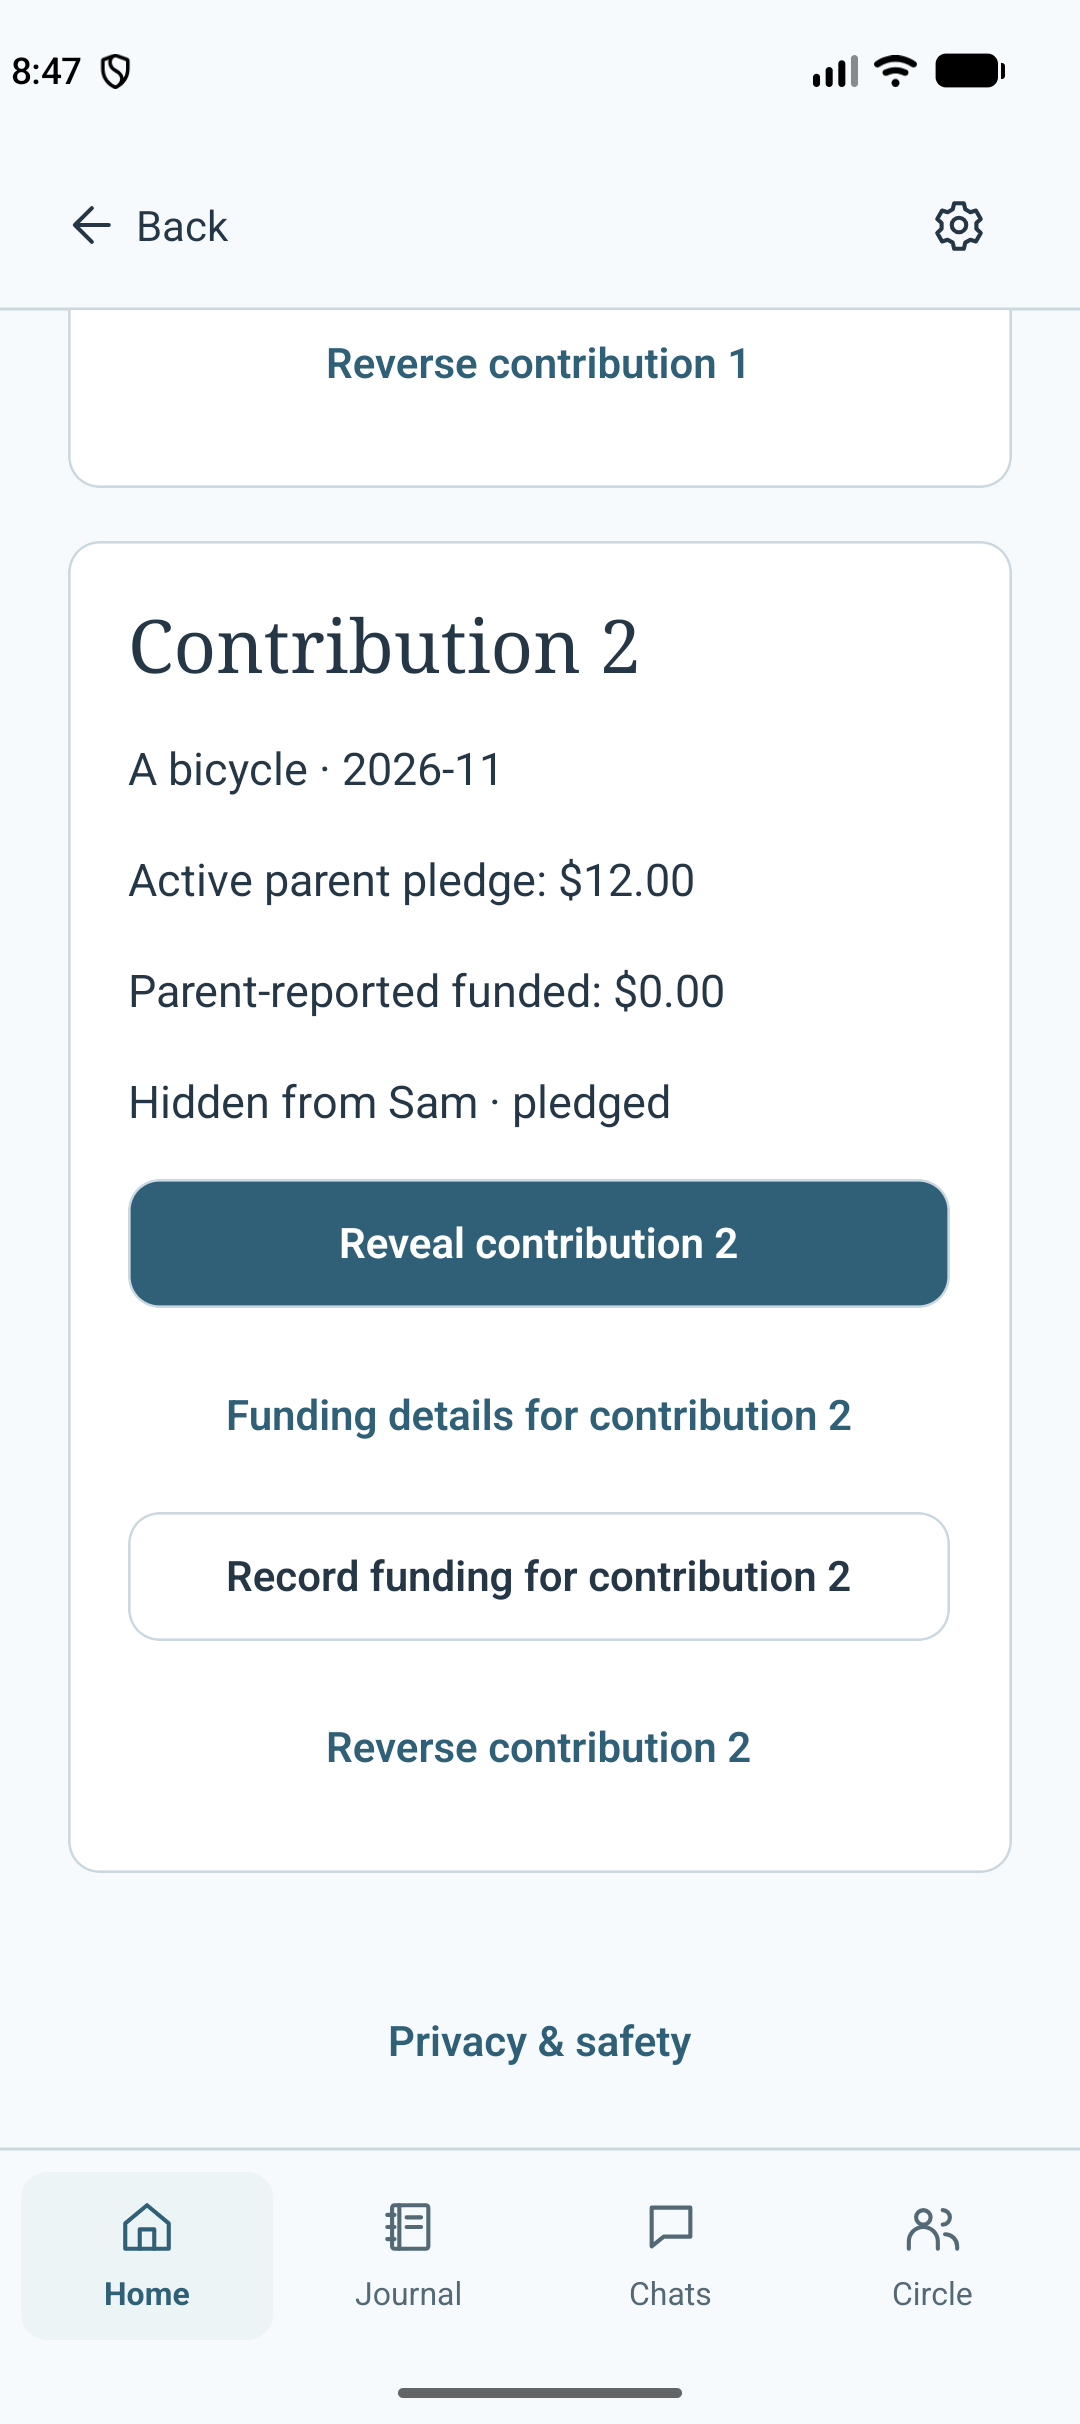 8:47
Back
Reverse contribution 1
Contribution 2
A bicycle · 2026-11
Active parent pledge: $12.00
Parent-reported funded: $0.00
Hidden from Sam · pledged
Reveal contribution 2
Funding details for contribution 2
Record funding for contribution 2
Reverse contribution 2
Privacy & safety
Home
Journal
Chats
Circle